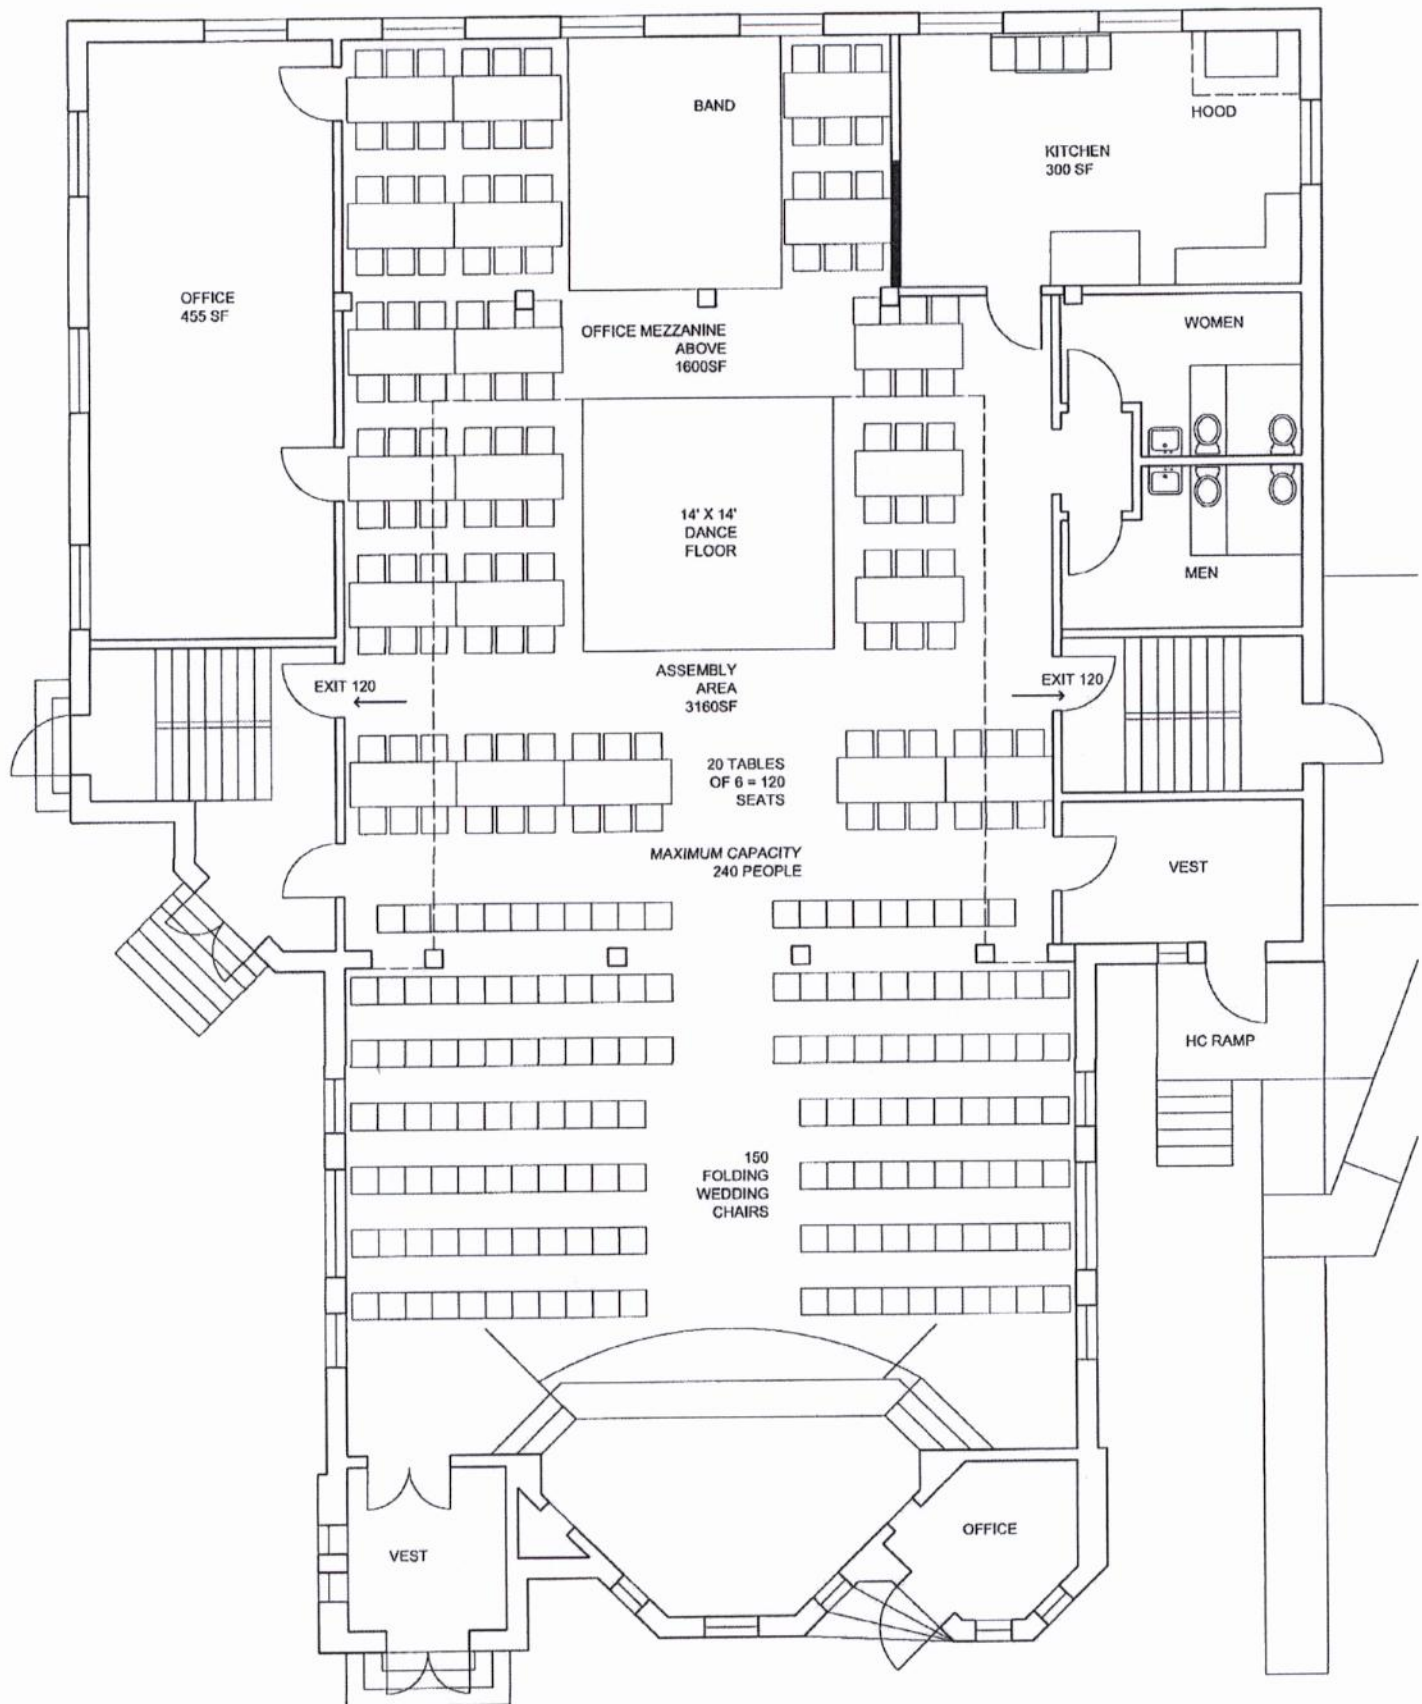 BAND
HOOD
KITCHEN
300 SF
OFFICE
455 SF
WOMEN
OFFICE MEZZANINE
ABOVE
1600SF
14' X 14'
DANCE
FLOOR
MEN
ASSEMBLY
AREA
3160SF
EXIT 120
EXIT 120
20 TABLES
OF 6 = 120
SEATS
MAXIMUM CAPACITY
240 PEOPLE
VEST
HC RAMP
150
FOLDING
WEDDING
CHAIRS
OFFICE
VEST